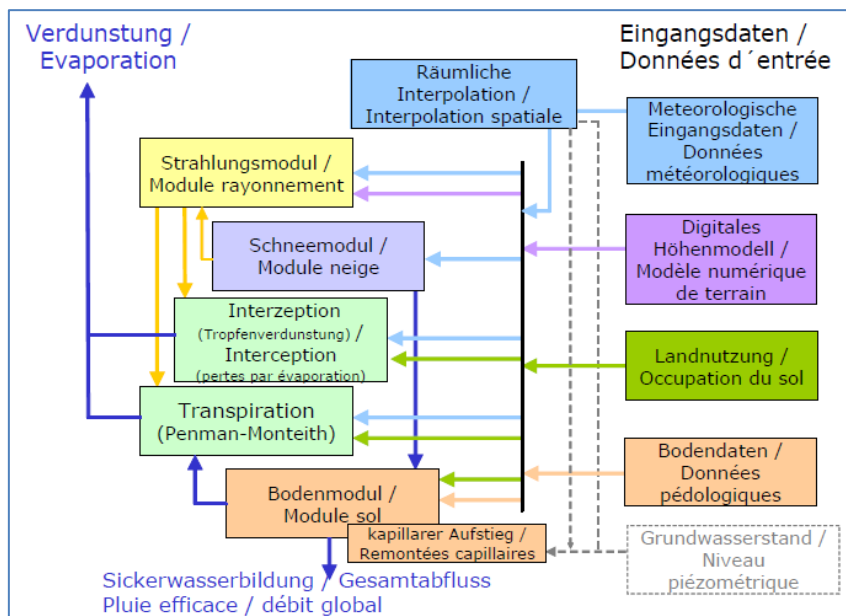 Verdunstung /
Evaporation
Eingangsdaten /
Données d´entrée
Räumliche
Interpolation /
Interpolation spatiale
Meteorologische
Eingangsdaten /
Données
météorologiques
Strahlungsmodul /
Module rayonnement
Digitales
Höhenmodell /
Modèle numérique
de terrain
Schneemodul /
Module neige
Interzeption
(Tropfenverdunstung) /
Interception
(pertes par évaporation)
Landnutzung /
Occupation du sol
Transpiration
(Penman-Monteith)
Bodendaten /
Données
pédologiques
Bodenmodul /
Module sol
kapillarer Aufstieg /
Remontées capillaires
Grundwasserstand /
Niveau
piézométrique
Sickerwasserbildung / Gesamtabfluss
Pluie efficace / débit global